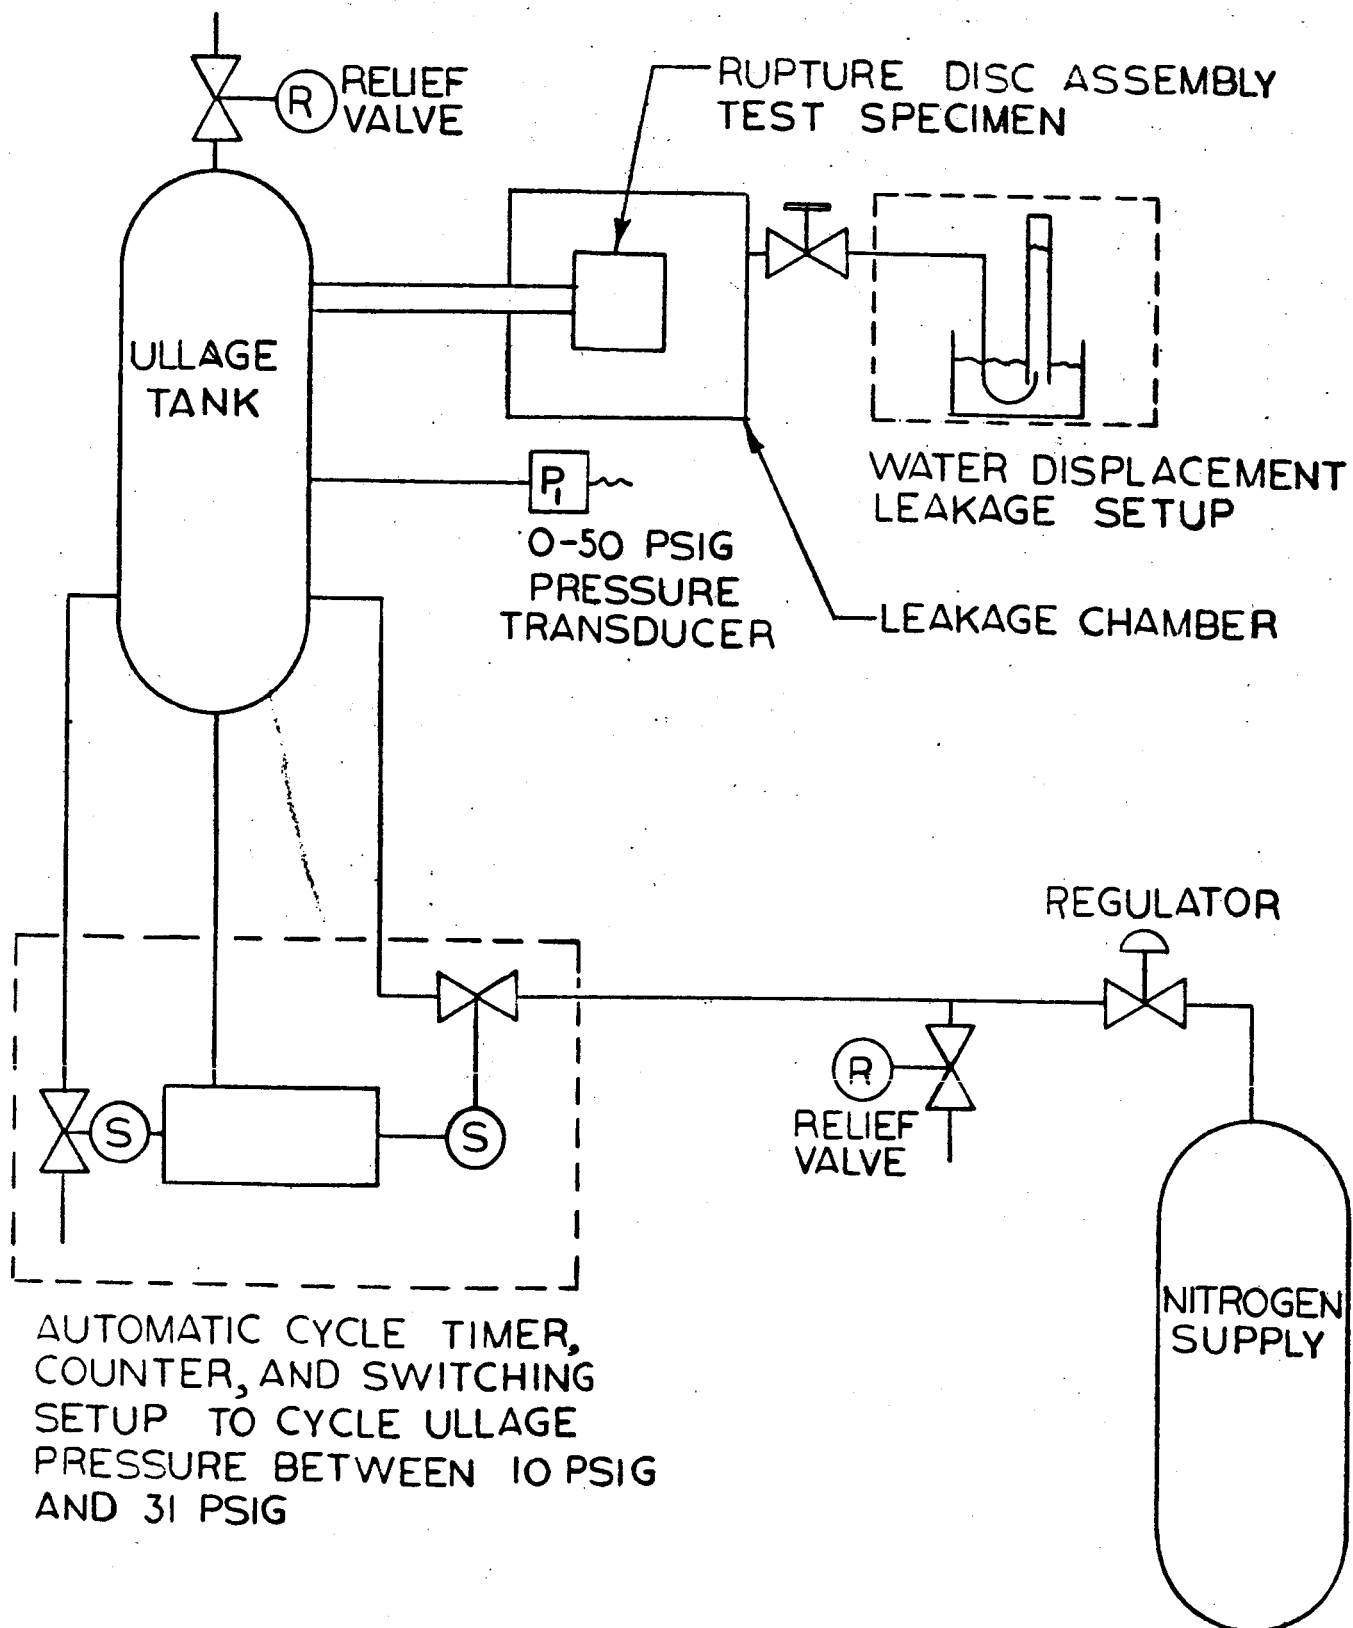 R
RELIEF
VALVE
RUPTURE DISC ASSEMBLY
TEST SPECIMEN
ULLAGE
TANK
WATER DISPLACEMENT
LEAKAGE SETUP
P1
0-50 PSIG
PRESSURE
TRANSDUCER
LEAKAGE CHAMBER
REGULATOR
R
RELIEF
VALVE
S
S
NITROGEN
SUPPLY
AUTOMATIC CYCLE TIMER,
COUNTER, AND SWITCHING
SETUP TO CYCLE ULLAGE
PRESSURE BETWEEN 10 PSIG
AND 31 PSIG